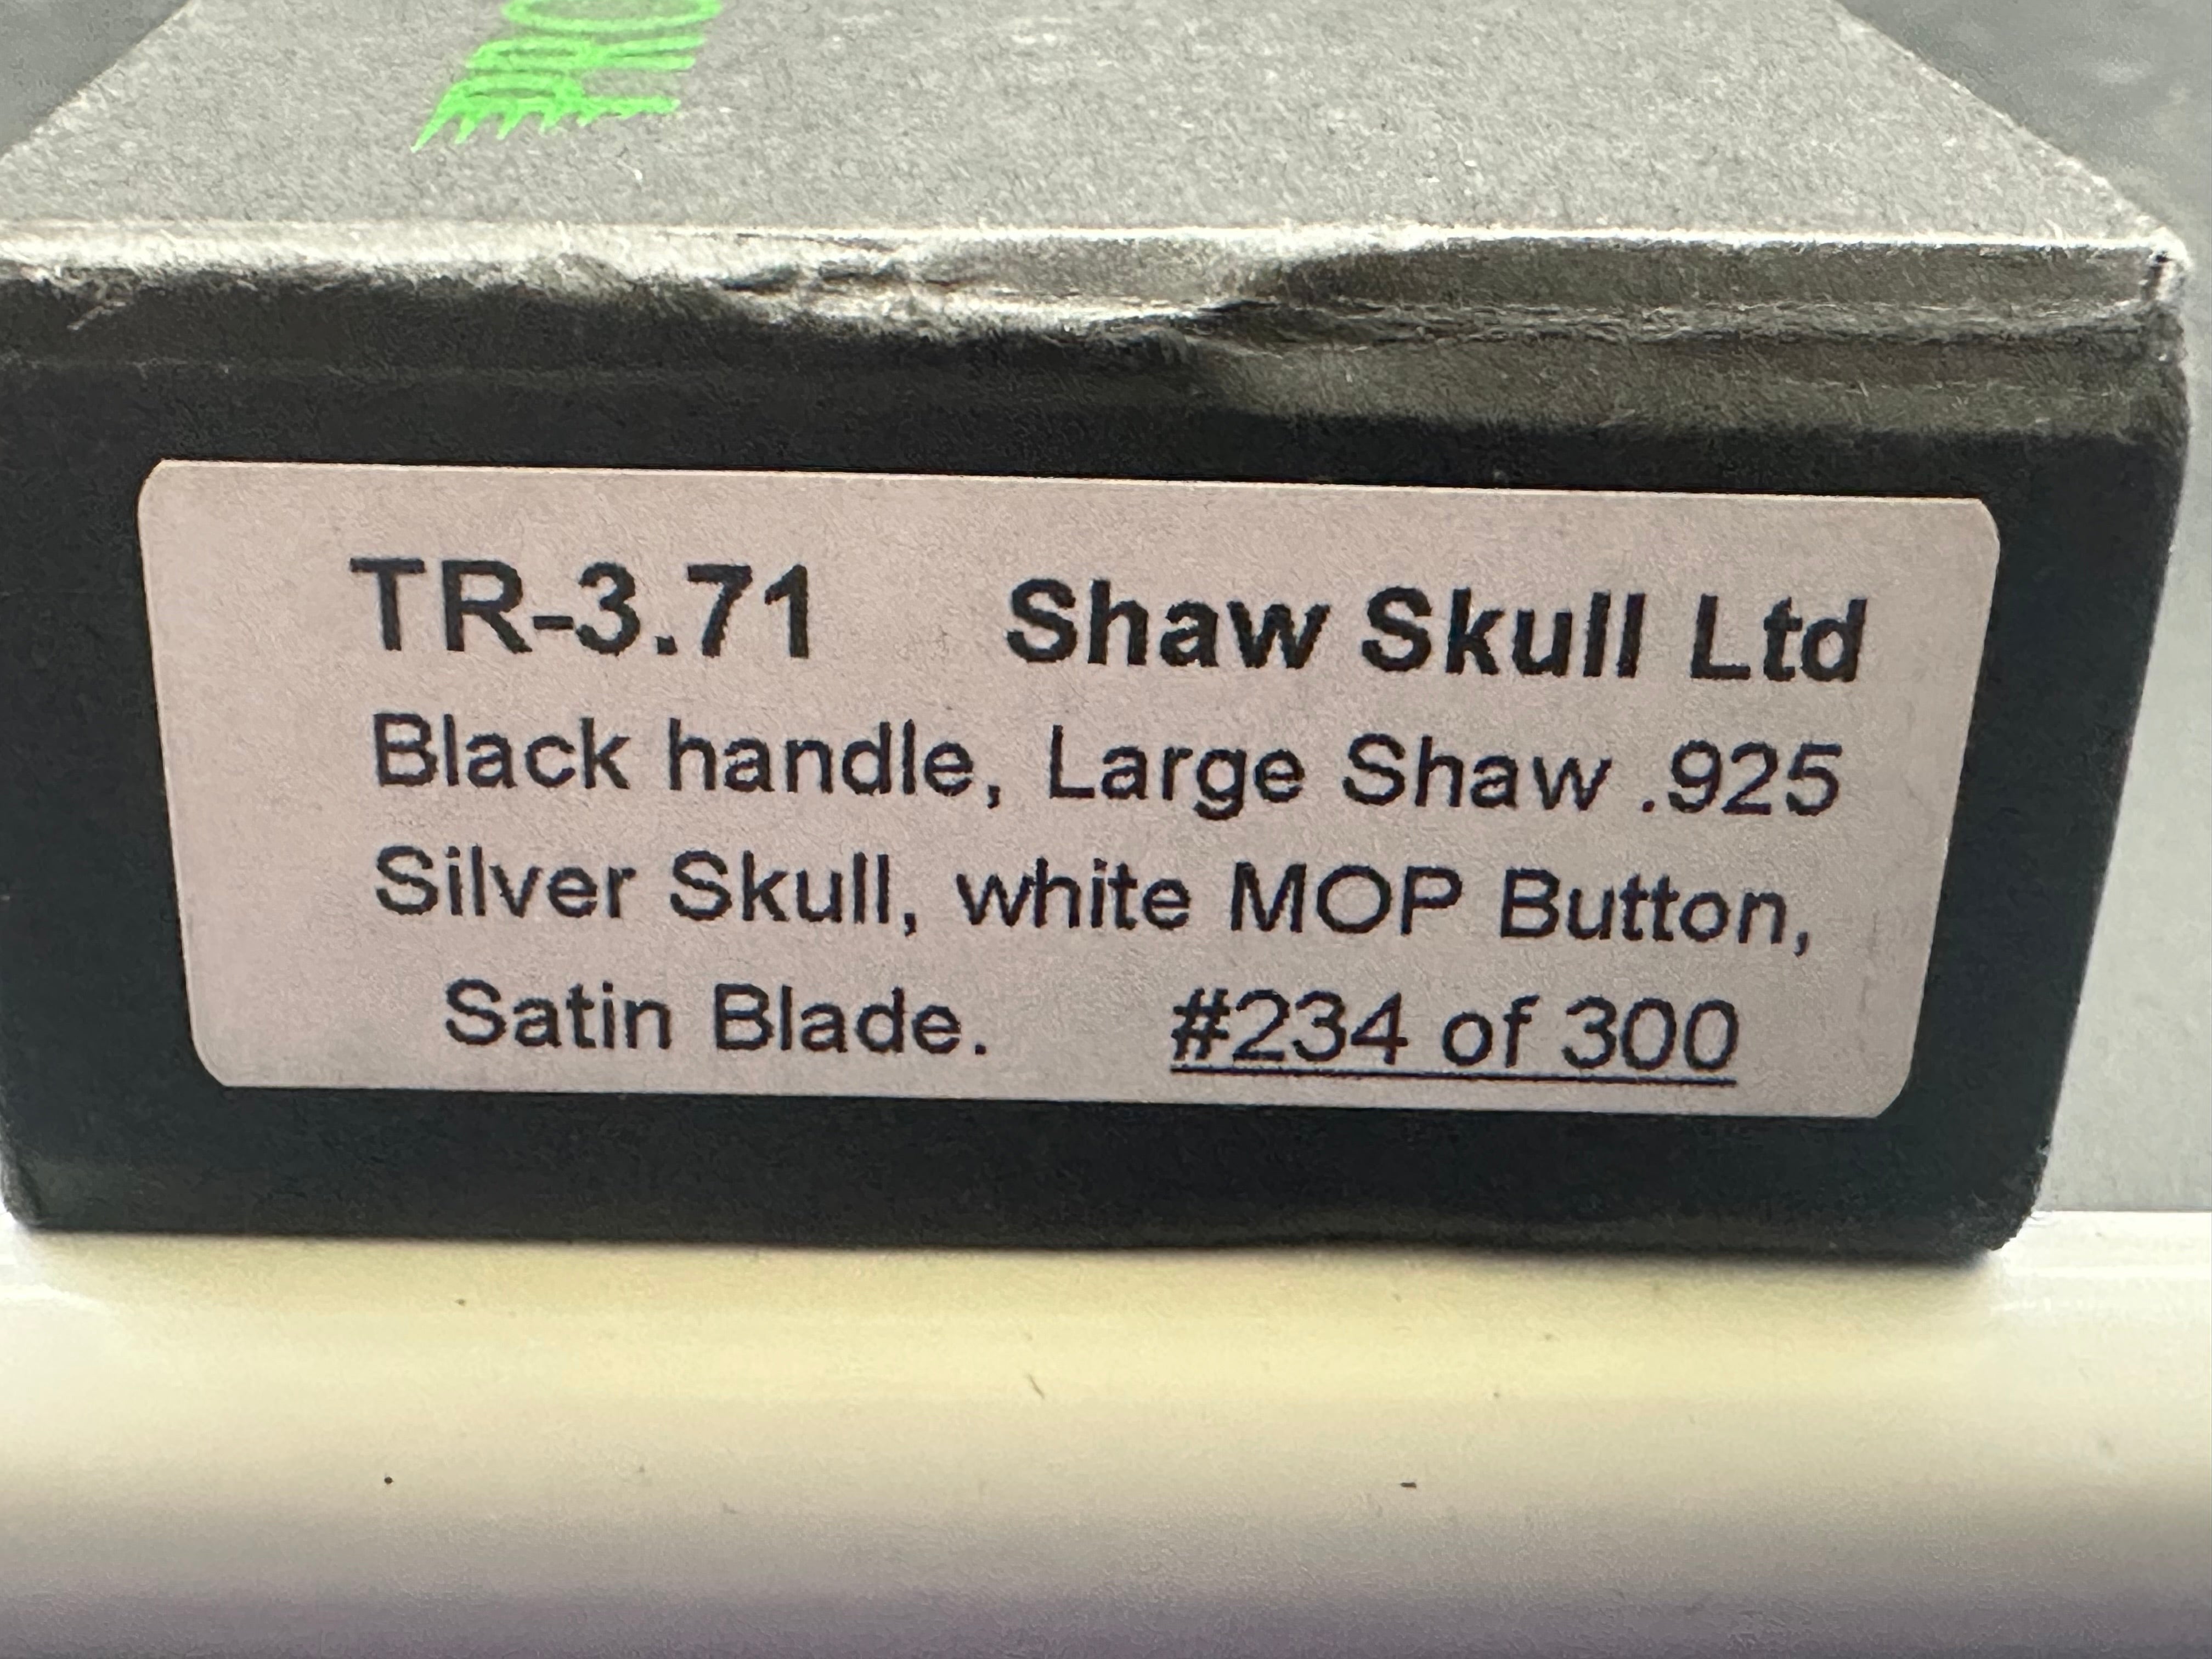 PRO
TR-3.71 Shaw Skull Ltd
Black handle, Large Shaw .925
Silver Skull, white MOP Button,
Satin Blade. #234 of 300